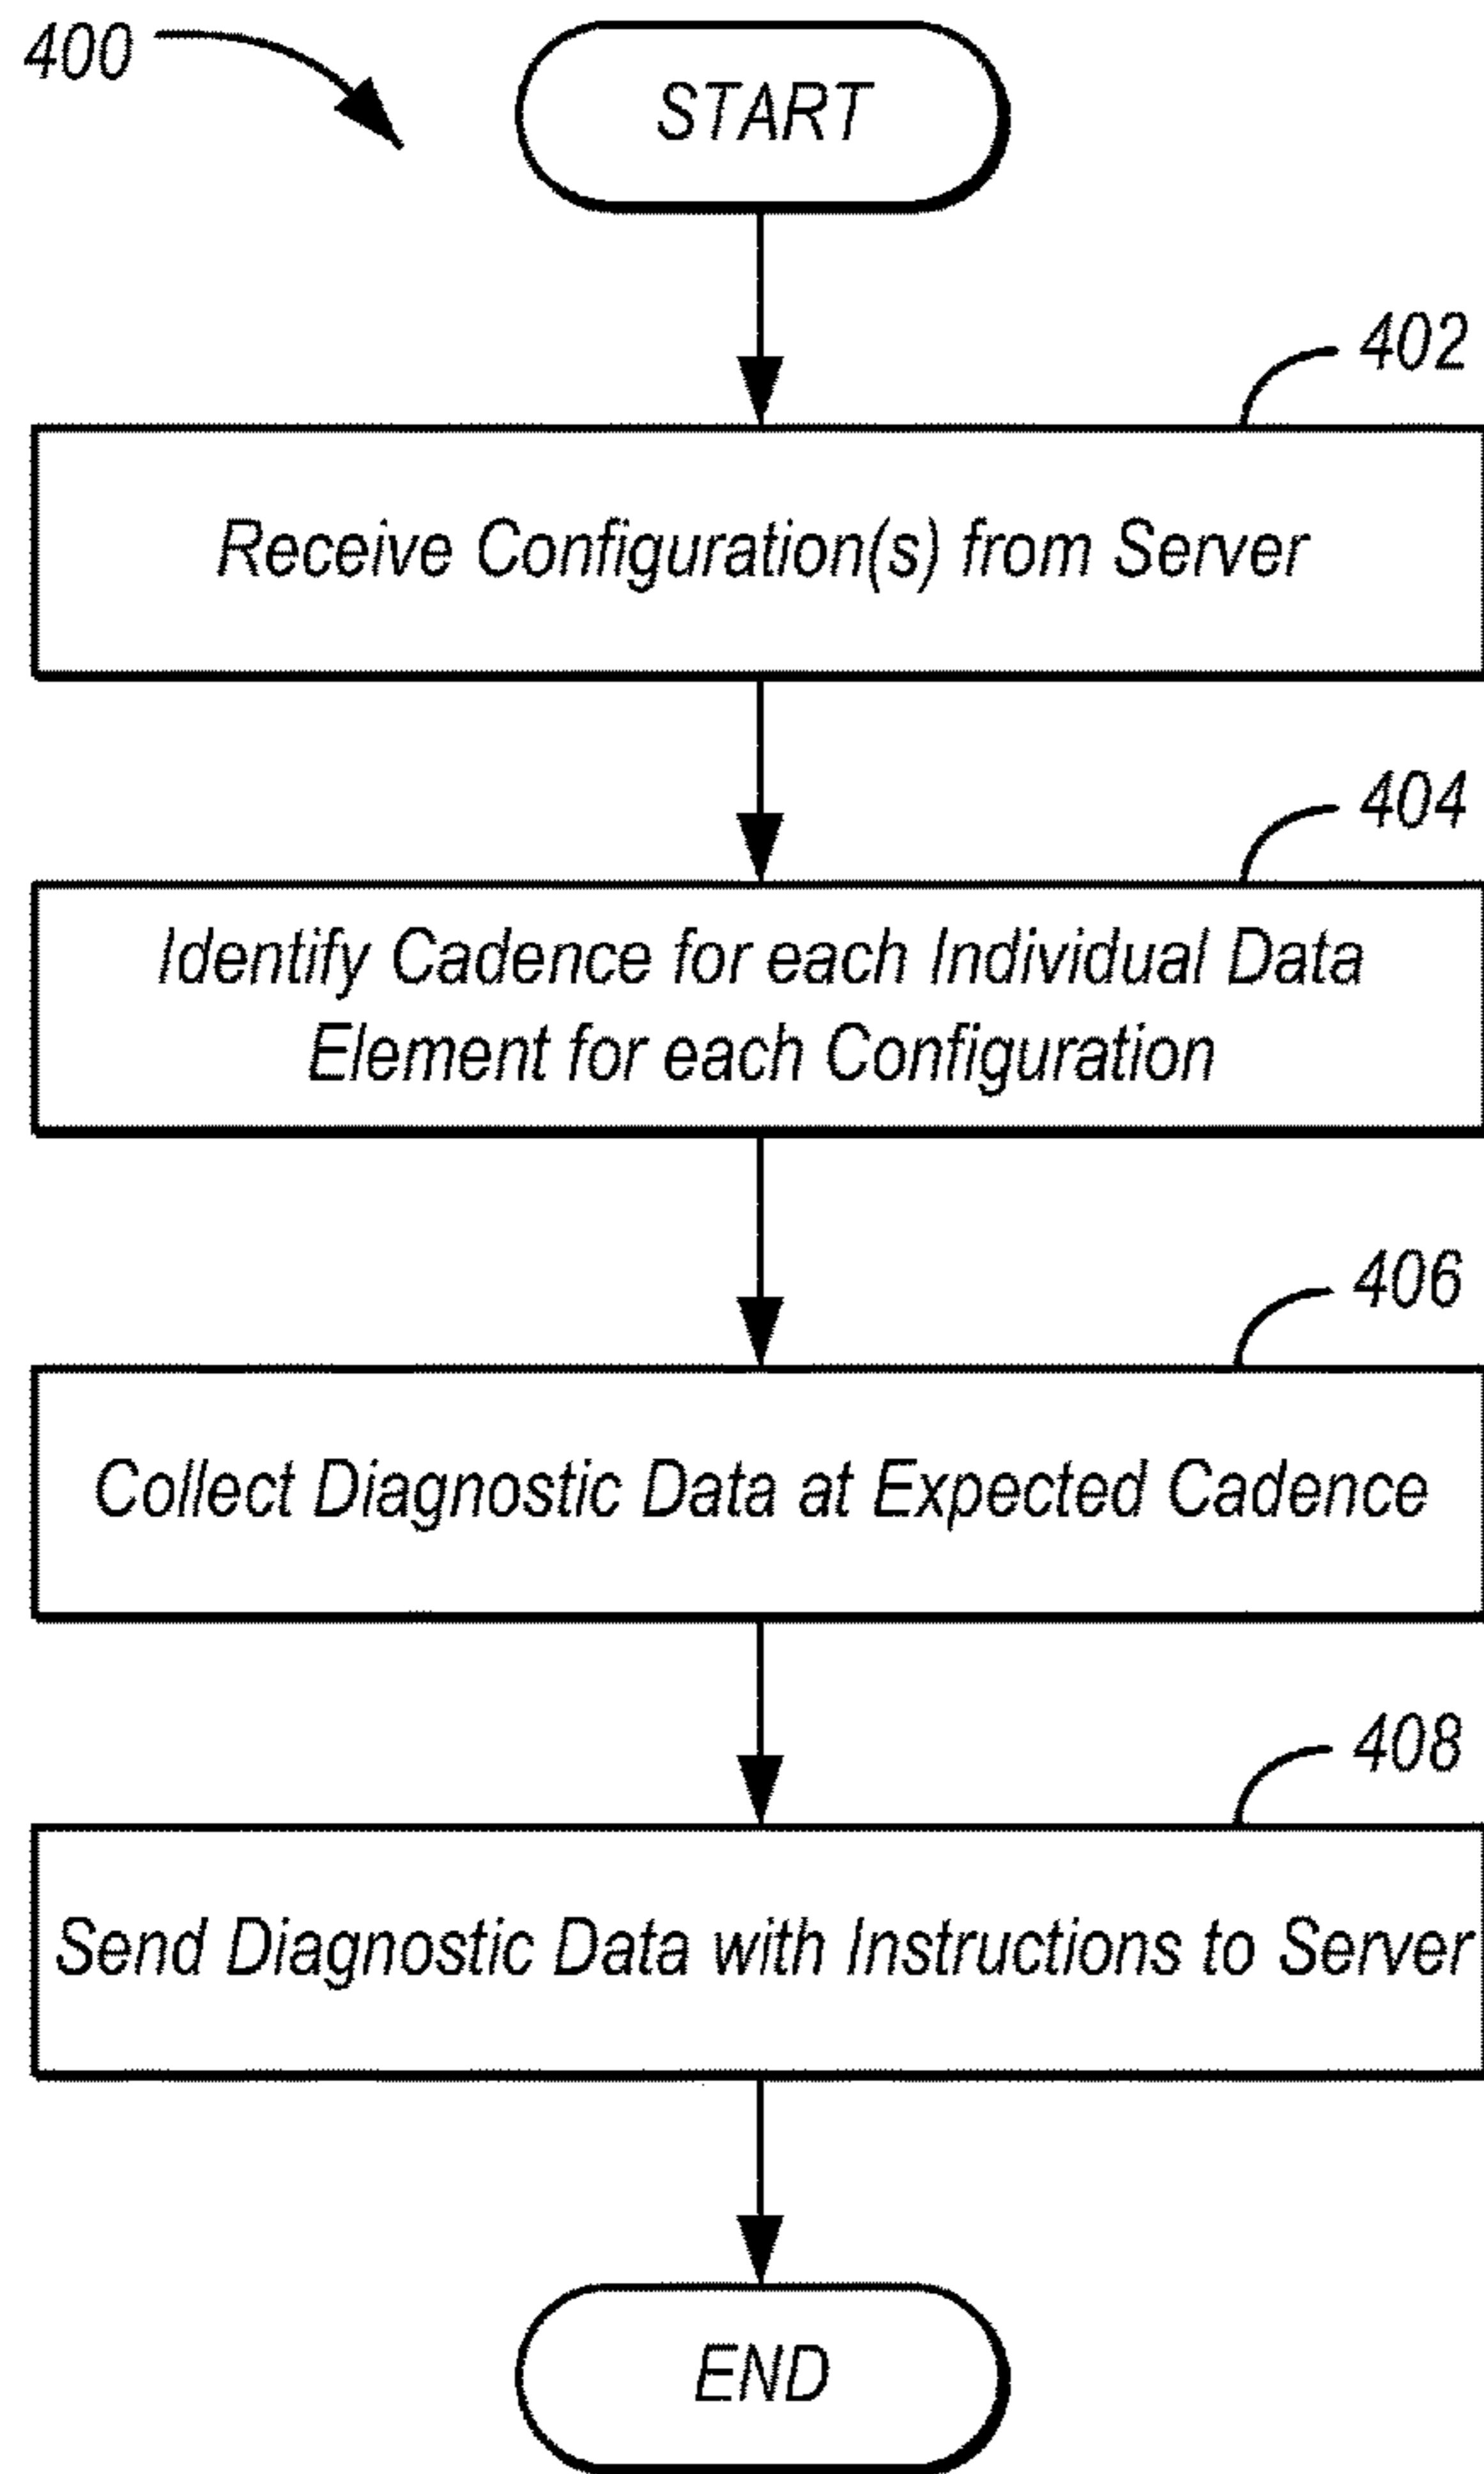 400
START
402
Receive Configuration(s) from Server
404
Identify Cadence for each Individual Data
Element for each Configuration
406
Collect Diagnostic Data at Expected Cadence
408
Send Diagnostic Data with Instructions to Server
END